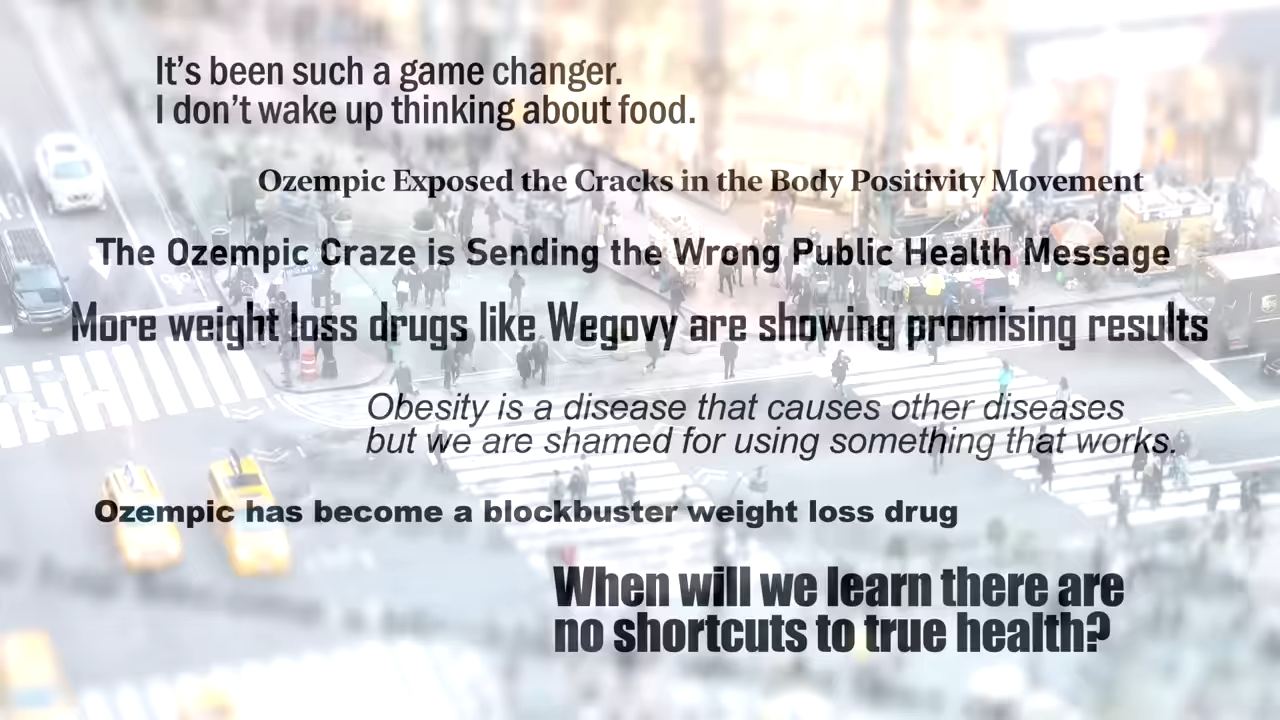 It's been such a game changer.
I don't wake up thinking about food.
Ozempic Exposed the Cracks in the Body Positivity Movement
The Ozempic Craze is Sending the Wrong Public Health Message
More weight loss drugs like Wegovy are showing promising results
Obesity is a disease that causes other diseases
but we are shamed for using something that works.
Ozempic has become a blockbuster weight loss drug
When will we learn there are
no shortcuts to true health?